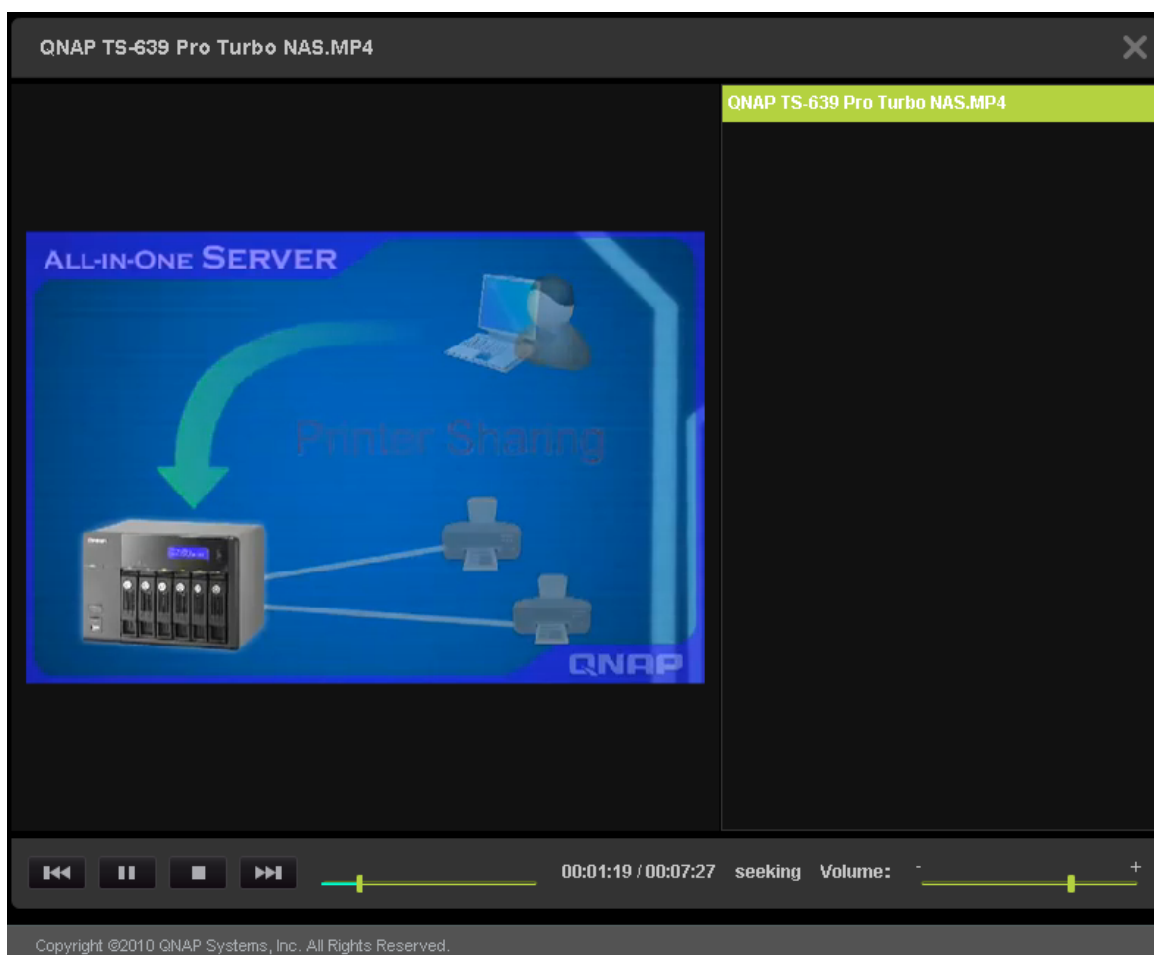 QNAP TS-639 Pro Turbo NAS.MP4
QNAP TS-639 Pro Turbo NAS.MP4
ALL-IN-ONE SERVER
Printer Sharing
QNAP
00:01:19 / 00:07:27 seeking Volume: - +
Copyright ©2010 QNAP Systems, Inc. All Rights Reserved.